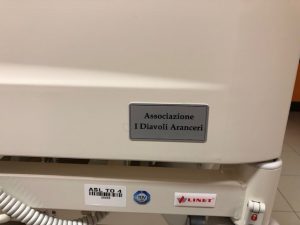 Associazione
I Diavoli Aranceri
ASL TO 4
LINET